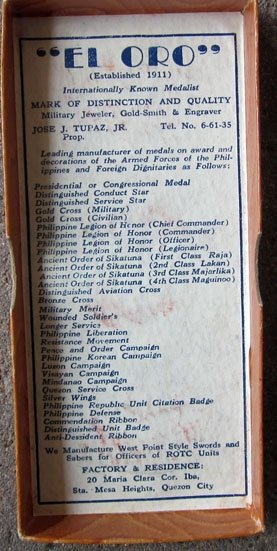 "EL ORO"
(Established 1911)
Internationally Known Medalist
MARK OF DISTINCTION AND QUALITY
Military Jeweler, Gold-Smith & Engraver
JOSE J. TUPAZ, JR. Tel. No. 6-61-35
Prop.
Leading manufacturer of medals on award and
decorations of the Armed Forces of the Phil-
ippines and Foreign Dignitaries as Follows:
Presidential or Congressional Medal
Distinguished Conduct Star
Distinguished Service Star
Gold Cross (Military)
Gold Cross (Civilian)
Philippine Legion of Honor (Chief Commander)
Philippine Legion of Honor (Commander)
Philippine Legion of Honor (Officer)
Philippine Legion of Honor (Legionaire)
Ancient Order of Sikatuna (First Class Raja)
Ancient Order of Sikatuna (2nd Class Lakan)
Ancient Order of Sikatuna (3rd Class Majorlika)
Ancient Order of Sikatuna (4th Class Maguinoo)
Distinguished Aviation Cross
Bronze Cross
Military Merit
Wounded Soldier's
Longer Service
Philippine Liberation
Resistance Movement
Peace and Order Campaign
Philippine Korean Campaign
Luzon Campaign
Visayan Campaign
Mindanao Campaign
Quezon Service Cross
Silver Wings
Philippine Republic Unit Citation Badge
Philippine Defense
Commendation Ribbon
Distinguished Unit Badge
Anti-Dessident Ribbon
We Manufacture West Point Style Swords and
Sabers for Officers of ROTC Units
FACTORY & RESIDENCE:
20 Maria Clara Cor. Iba,
Sta. Mesa Heights, Quezon City